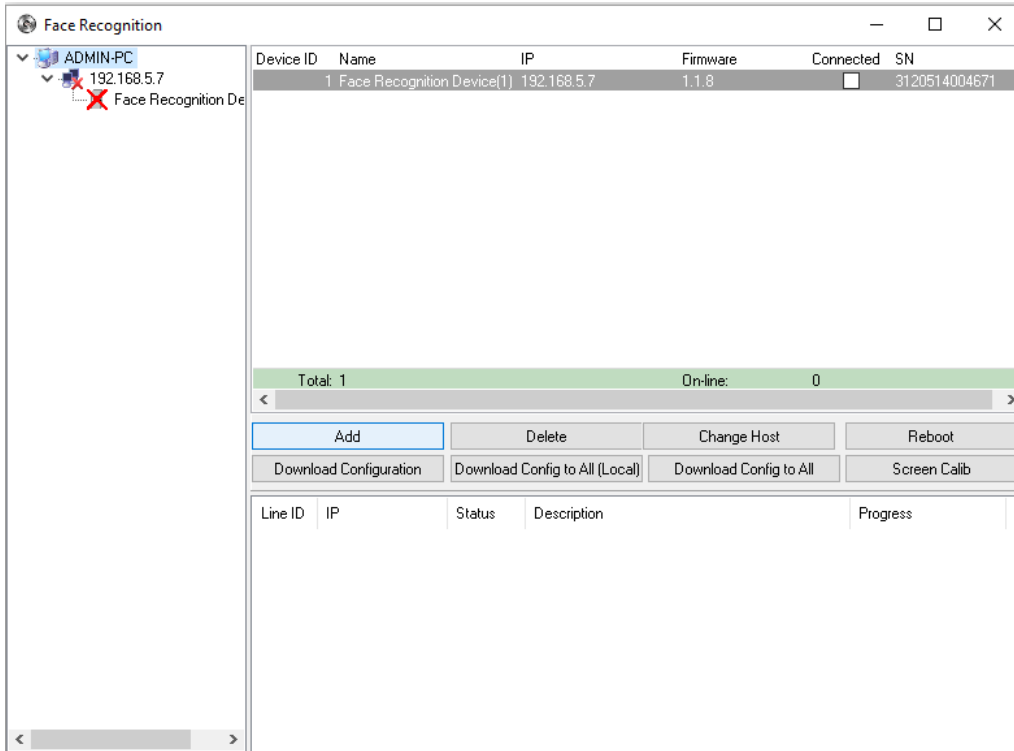 Face Recognition
ADMIN-PC
192.168.5.7
Face Recognition De
Device ID Name IP Firmware Connected SN
1 Face Recognition Device(1) 192.168.5.7 1.1.8 3120514004671
Total: 1 On-line: 0
Add Delete Change Host Reboot
Download Configuration Download Config to All (Local) Download Config to All Screen Calib
Line ID IP Status Description Progress